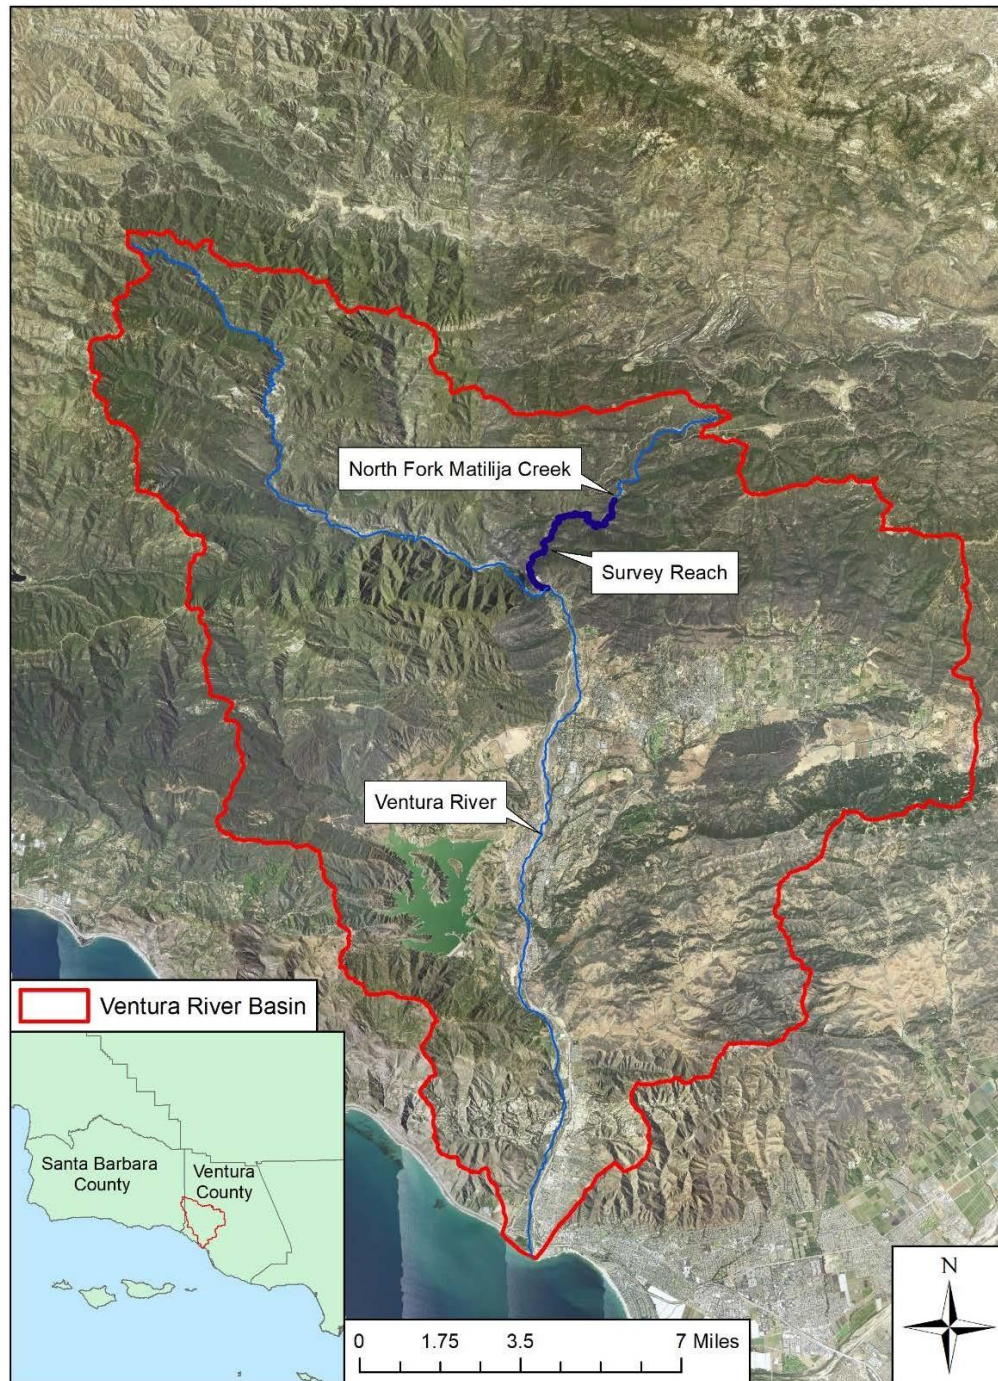 North Fork Matilija Creek
Survey Reach
Ventura River
Ventura River Basin
Santa Barbara
County
Ventura
County
N
0 1.75 3.5 7 Miles